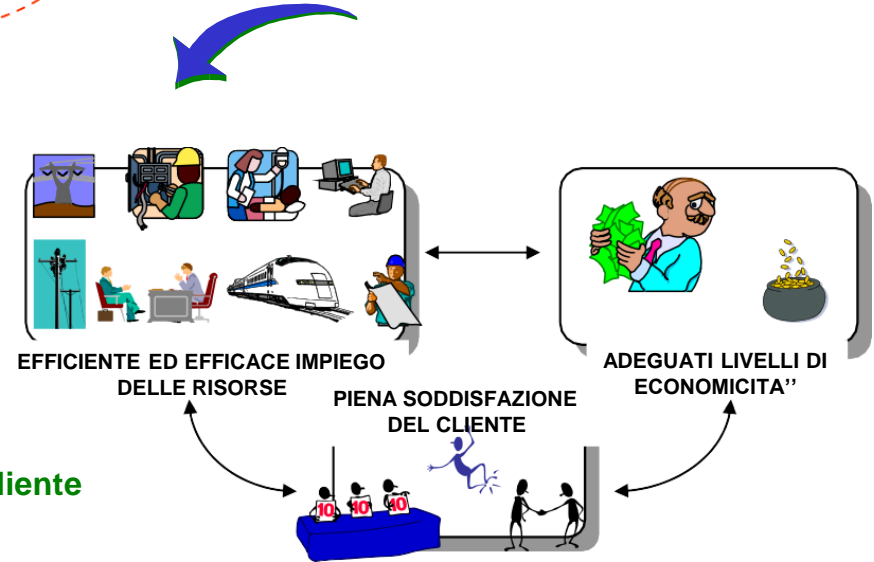 EFFICIENTE ED EFFICACE IMPIEGO
DELLE RISORSE
ADEGUATI LIVELLI DI
ECONOMICITA’’
PIENA SODDISFAZIONE
DEL CLIENTE
liente
10 10 10